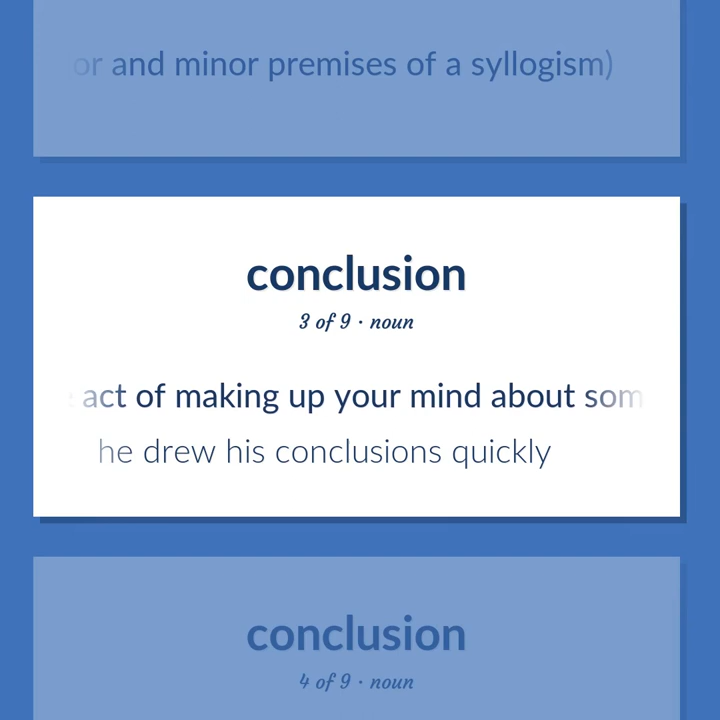 or and minor premises of a syllogism)
conclusion
3 of 9 · noun
act of making up your mind about som
he drew his conclusions quickly
conclusion
4 of 9 · noun